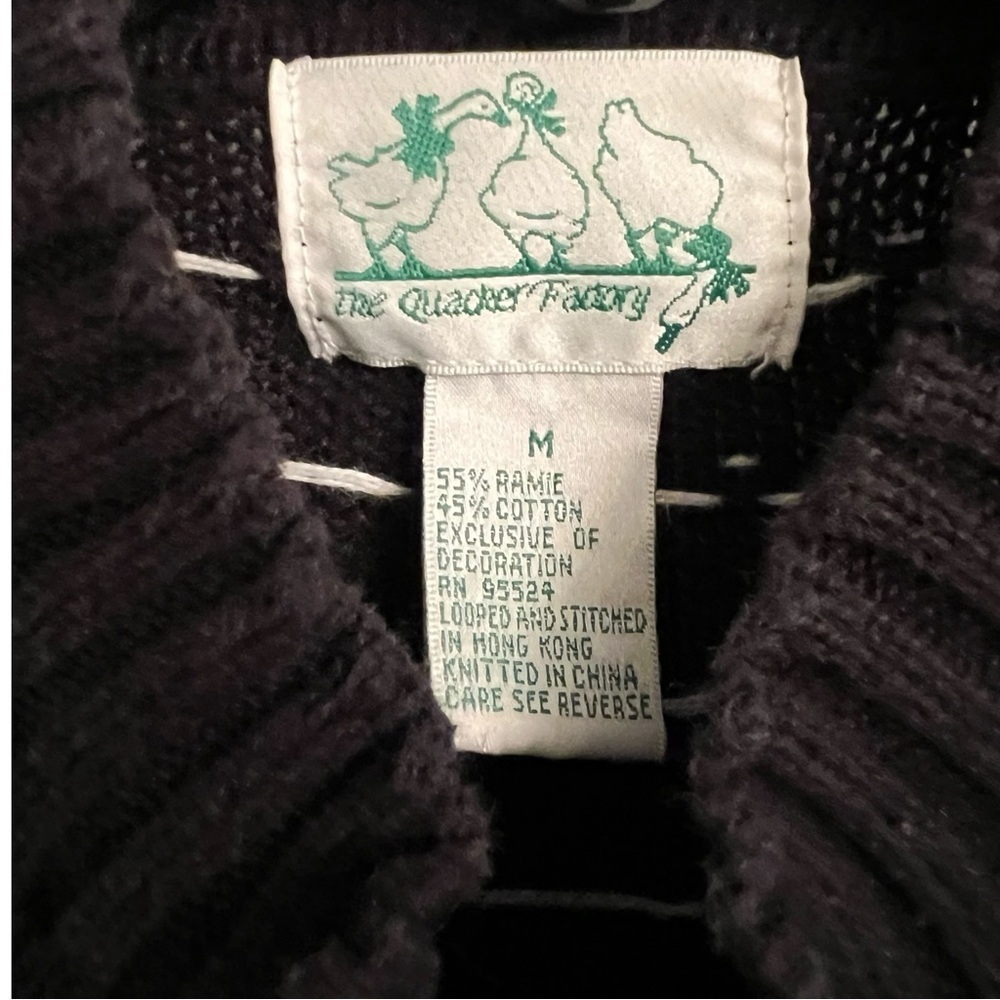 The Quacker Factory
M
55% RAMIE
45% COTTON
EXCLUSIVE OF
DECORATION
RN 95524
LOOPED AND STITCHED
IN HONG KONG
KNITTED IN CHINA
CARE SEE REVERSE